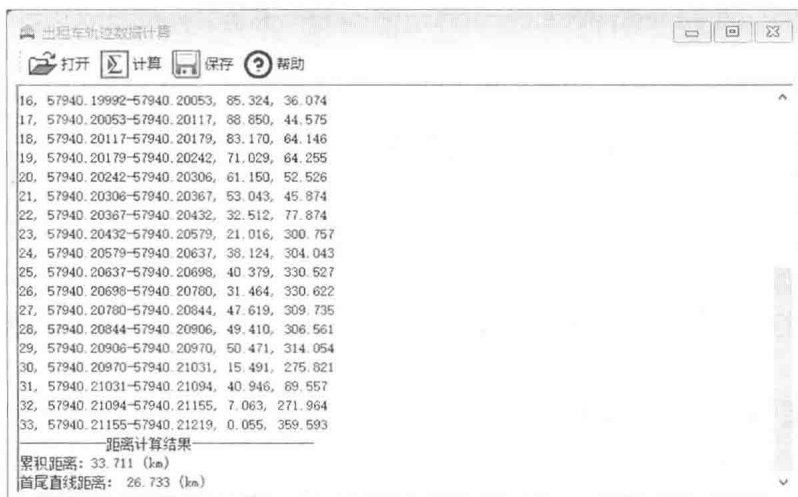 出租车轨迹数据计算
打开 计算 保存 帮助
16, 57940.19992-57940.20053, 85.324, 36.074
17, 57940.20053-57940.20117, 88.850, 44.575
18, 57940.20117-57940.20179, 83.170, 64.146
19, 57940.20179-57940.20242, 71.029, 64.255
20, 57940.20242-57940.20306, 61.150, 52.526
21, 57940.20306-57940.20367, 53.043, 45.874
22, 57940.20367-57940.20432, 32.512, 77.874
23, 57940.20432-57940.20579, 21.016, 300.757
24, 57940.20579-57940.20637, 38.124, 304.043
25, 57940.20637-57940.20698, 40.379, 330.527
26, 57940.20698-57940.20780, 31.464, 330.622
27, 57940.20780-57940.20844, 47.619, 309.735
28, 57940.20844-57940.20906, 49.410, 306.561
29, 57940.20906-57940.20970, 50.471, 314.054
30, 57940.20970-57940.21031, 15.491, 275.821
31, 57940.21031-57940.21094, 40.946, 89.557
32, 57940.21094-57940.21155, 7.063, 271.964
33, 57940.21155-57940.21219, 0.055, 359.593
----------距离计算结果--------------
累积距离: 33.711 (km)
首尾直线距离: 26.733 (km)